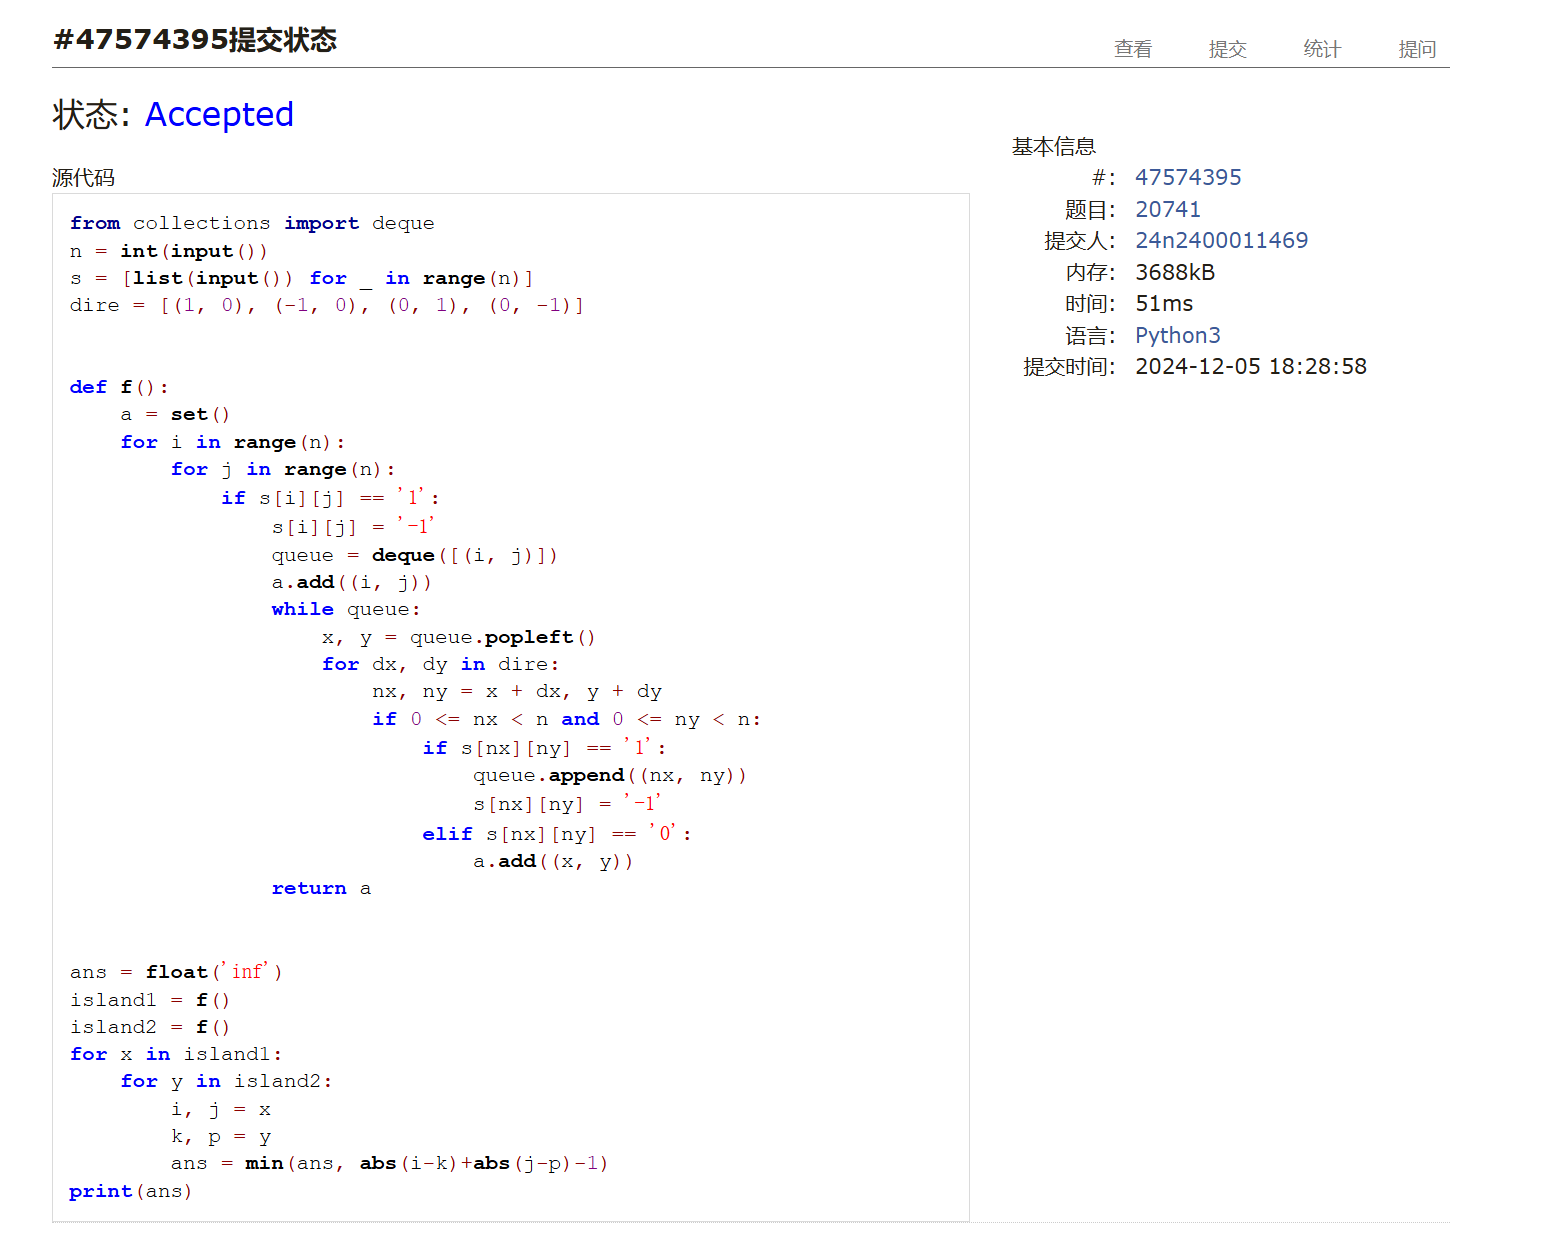 #47574395提交状态
查看 提交 统计 提问
状态: Accepted
源代码
from collections import deque
n = int(input())
s = [list(input()) for _ in range(n)]
dire = [(1, 0), (-1, 0), (0, 1), (0, -1)]
def f():
    a = set()
    for i in range(n):
        for j in range(n):
            if s[i][j] == '1':
                s[i][j] = '-1'
                queue = deque([(i, j)])
                a.add((i, j))
                while queue:
                    x, y = queue.popleft()
                    for dx, dy in dire:
                        nx, ny = x + dx, y + dy
                        if 0 <= nx < n and 0 <= ny < n:
                            if s[nx][ny] == '1':
                                queue.append((nx, ny))
                                s[nx][ny] = '-1'
                            elif s[nx][ny] == '0':
                                a.add((x, y))
                return a
ans = float('inf')
island1 = f()
island2 = f()
for x in island1:
    for y in island2:
        i, j = x
        k, p = y
        ans = min(ans, abs(i-k)+abs(j-p)-1)
print(ans)
基本信息
#: 47574395
题目: 20741
提交人: 24n2400011469
内存: 3688kB
时间: 51ms
语言: Python3
提交时间: 2024-12-05 18:28:58